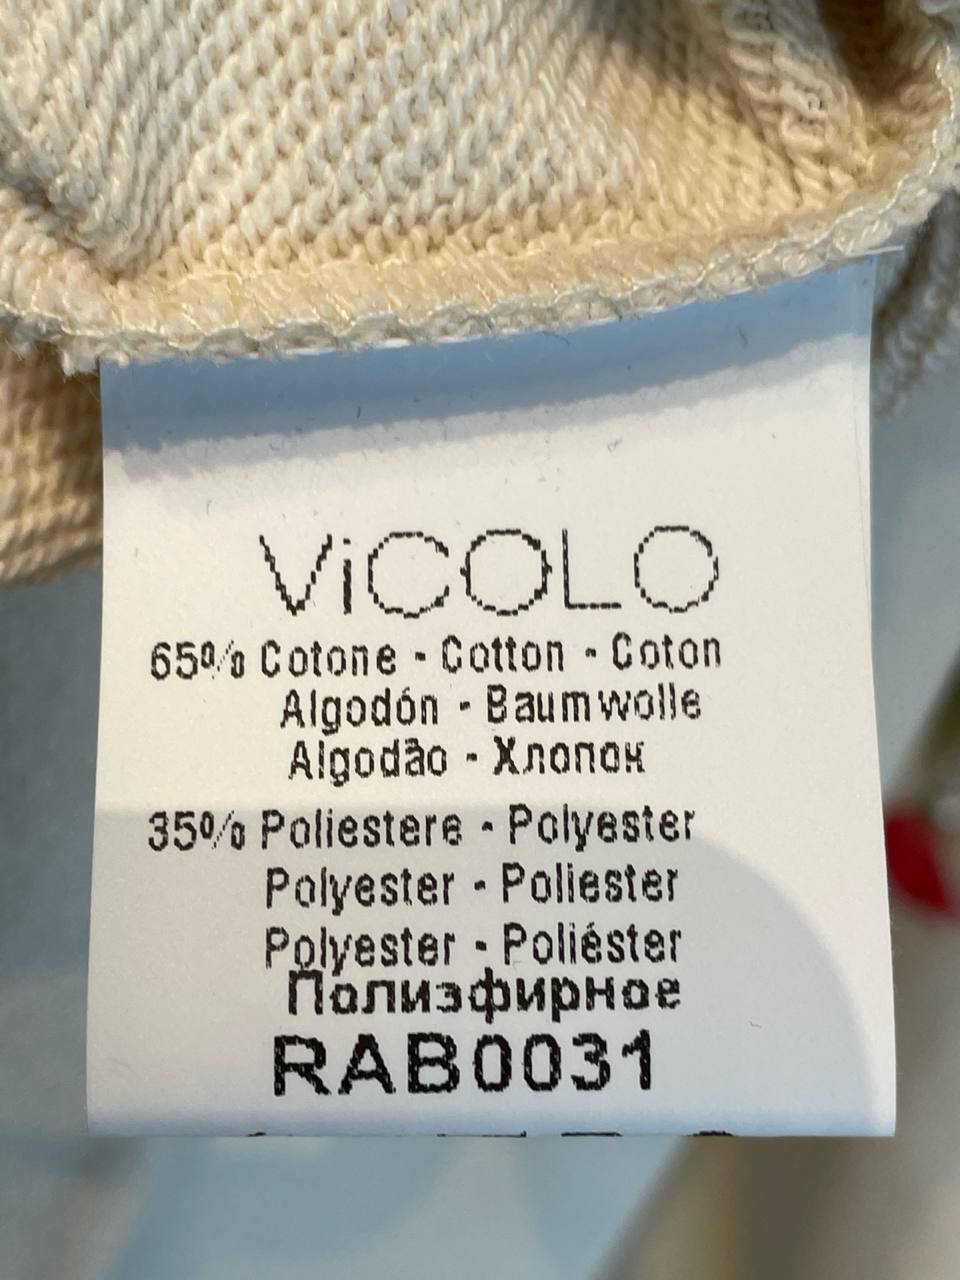 ViCOLO
65% Cotone - Cotton - Coton
Algodón - Baumwolle
Algodão - Хлопок
35% Poliestere - Polyester
Polyester - Poliester
Polyester - Poliéster
Полиэфирное
RAB0031